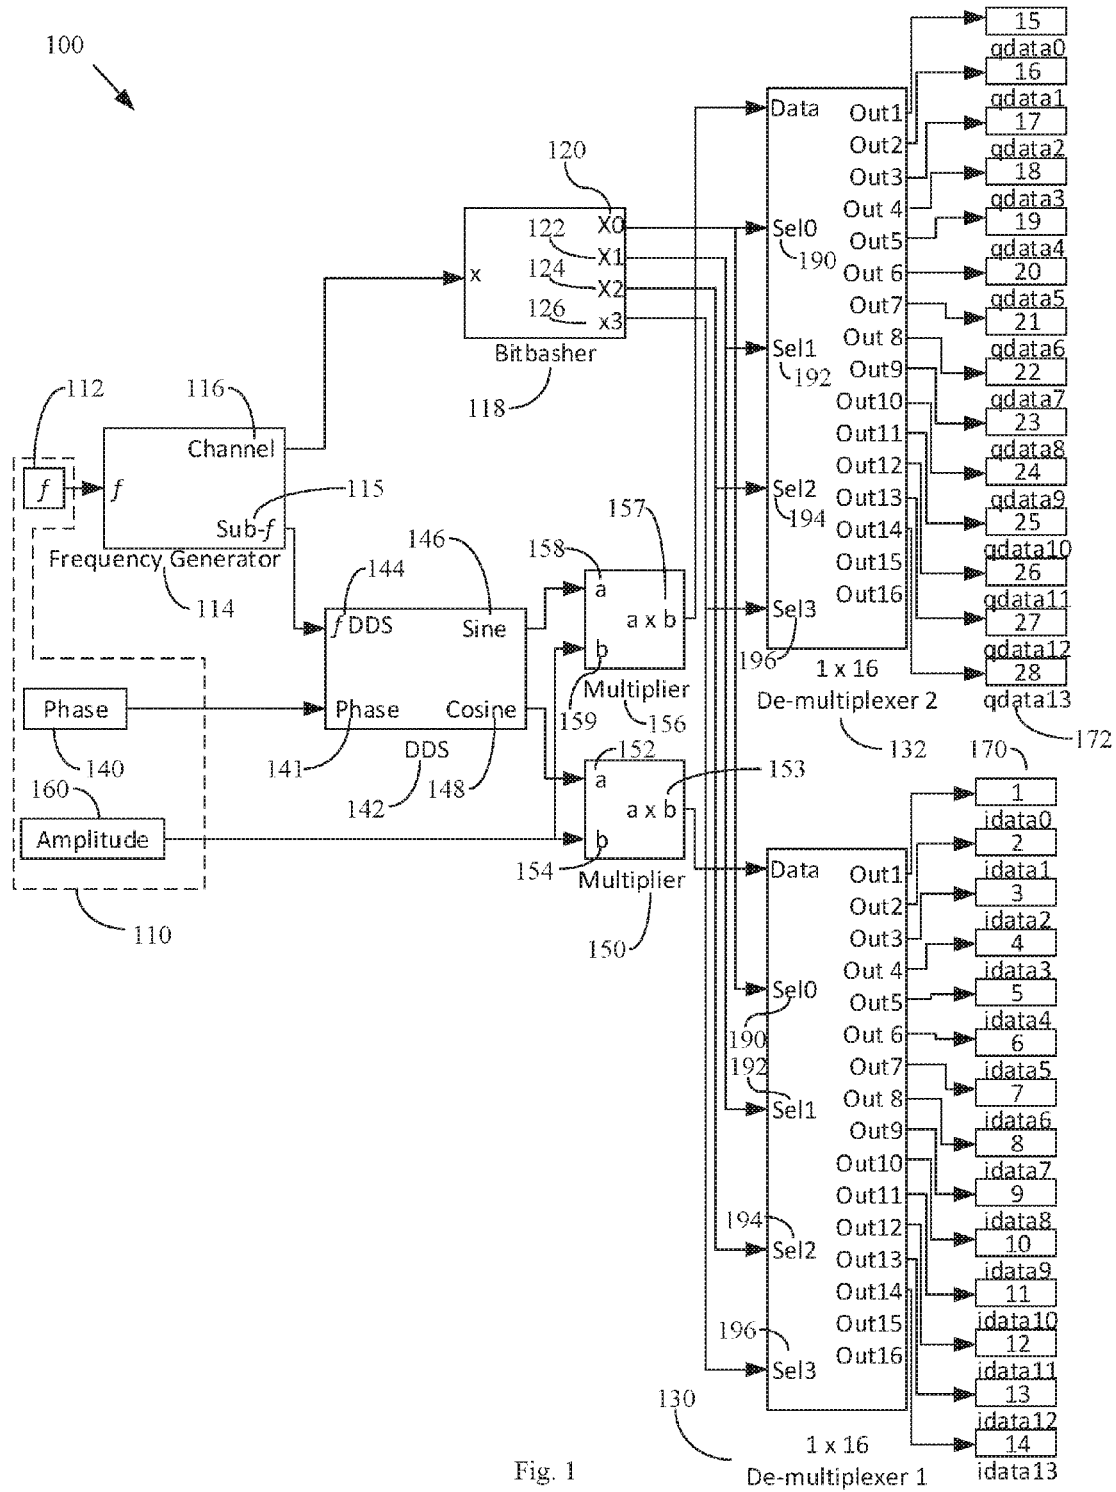 100
112
f
f
116
Channel
115
Sub-f
Frequency Generator
114
Phase
140
160
Amplitude
110
x
120
X0
122
X1
124
X2
126
x3
Bitbasher
118
144
f DDS
146
Sine
Phase
Cosine
141
DDS
142
148
158
157
a
a x b
b
159
Multiplier
156
152
153
a
a x b
b
154
Multiplier
150
Data
Sel0
190
Sel1
192
Sel2
194
Sel3
196
Out1
Out2
Out3
Out 4
Out5
Out 6
Out7
Out 8
Out9
Out10
Out11
Out12
Out13
Out14
Out15
Out16
1 x 16
De-multiplexer 2
132
15
qdata0
16
qdata1
17
qdata2
18
qdata3
19
qdata4
20
qdata5
21
qdata6
22
qdata7
23
qdata8
24
qdata9
25
qdata10
26
qdata11
27
qdata12
28
qdata13
172
170
Data
Sel0
190
192
Sel1
194
Sel2
196
Sel3
Out1
Out2
Out3
Out 4
Out5
Out 6
Out7
Out 8
Out9
Out10
Out11
Out12
Out13
Out14
Out15
Out16
130
1 x 16
De-multiplexer 1
1
idata0
2
idata1
3
idata2
4
idata3
5
idata4
6
idata5
7
idata6
8
idata7
9
idata8
10
idata9
11
idata10
12
idata11
13
idata12
14
idata13
Fig. 1